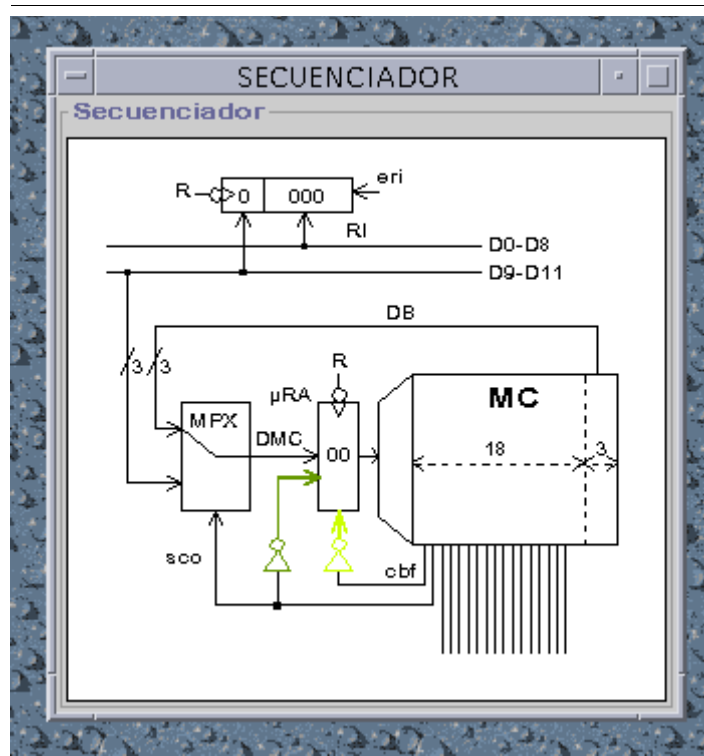 SECUENCIADOR
Secuenciador
R
0
000
eri
RI
D0-D8
D9-D11
DB
3
3
R
µRA
MC
MPX
DMC
00
18
3
sco
cbf